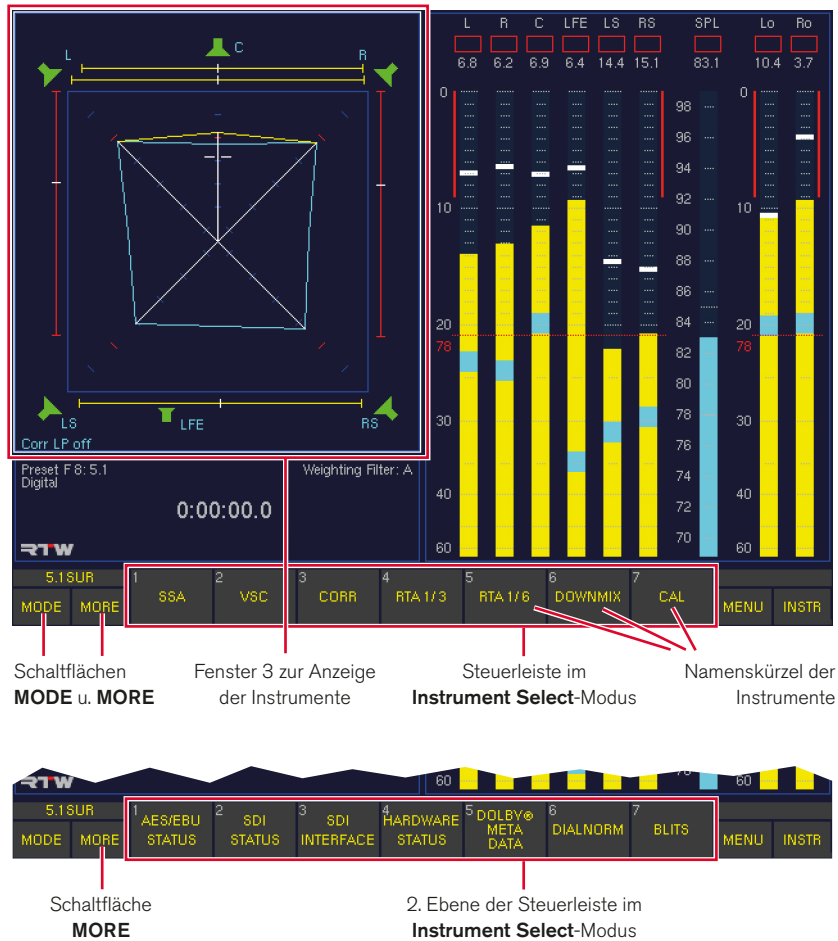 L R C LFE LS RS SPL Lo Ro
6.8 6.2 6.9 6.4 14.4 15.1 83.1 10.4 3.7
L C R
0 98 0
96
94
92
10 90 10
88
86
20 84 20
78 82 78
80
30 78 30
76
74
40 72 40
70
60 60
LS LFE RS
Corr LP off
Preset F 8: 5.1 Weighting Filter: A
Digital
0:00:00.0
RTW
5.1SUR 1 2 3 4 5 6 7
MODE MORE SSA VSC CORR RTA 1/3 RTA 1/6 DOWNMIX CAL MENU INSTR
Schaltflächen
MODE u. MORE
Fenster 3 zur Anzeige
der Instrumente
Steuerleiste im
Instrument Select-Modus
Namenskürzel der
Instrumente
RTW 60 60
5.1SUR
MODE MORE
1 AES/EBU
STATUS
2 SDI
STATUS
3 SDI
INTERFACE
4 HARDWARE
STATUS
5 DOLBY®
META
DATA
6 DIALNORM
7 BLITS
MENU INSTR
Schaltfläche
MORE
2. Ebene der Steuerleiste im
Instrument Select-Modus